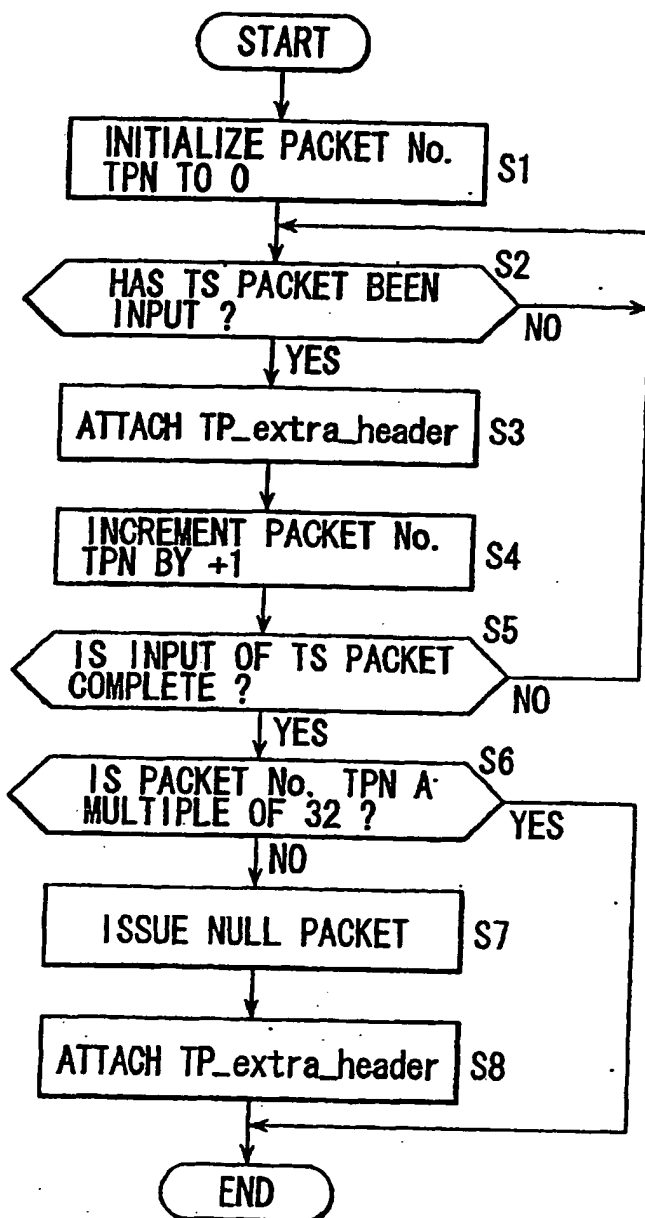 START
INITIALIZE PACKET No.
TPN TO 0
S1
S2
HAS TS PACKET BEEN
INPUT ?
NO
YES
ATTACH TP_extra_header
S3
INCREMENT PACKET No.
TPN BY +1
S4
S5
IS INPUT OF TS PACKET
COMPLETE ?
NO
YES
S6
IS PACKET No. TPN A
MULTIPLE OF 32 ?
YES
NO
ISSUE NULL PACKET
S7
ATTACH TP_extra_header
S8
END